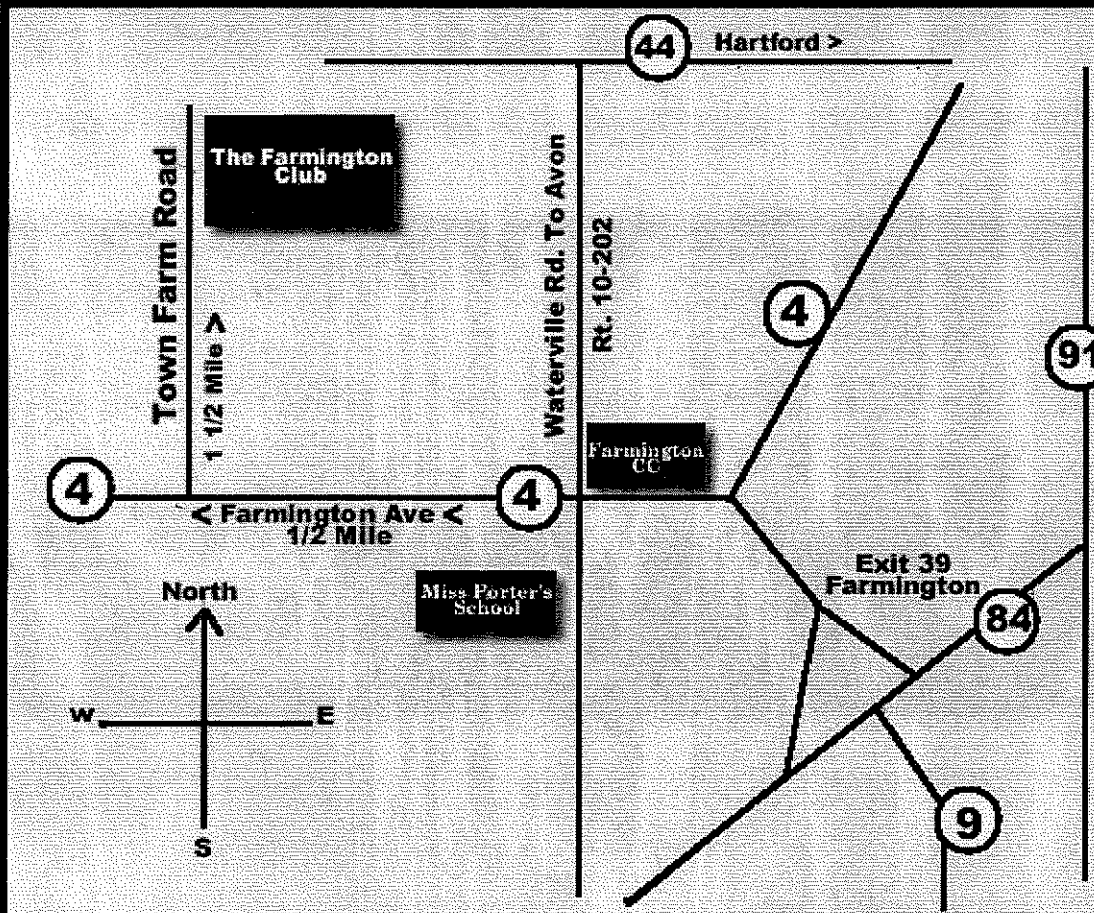 44
Hartford >
The Farmington
Club
Town Farm Road
1 1/2 Mile >
Waterville Rd. To Avon
Rt. 10-202
4
91
Farmington
CC
4
4
< Farmington Ave <
1/2 Mile
Exit 39
Farmington
84
Miss Porter's
School
North
W
E
S
9